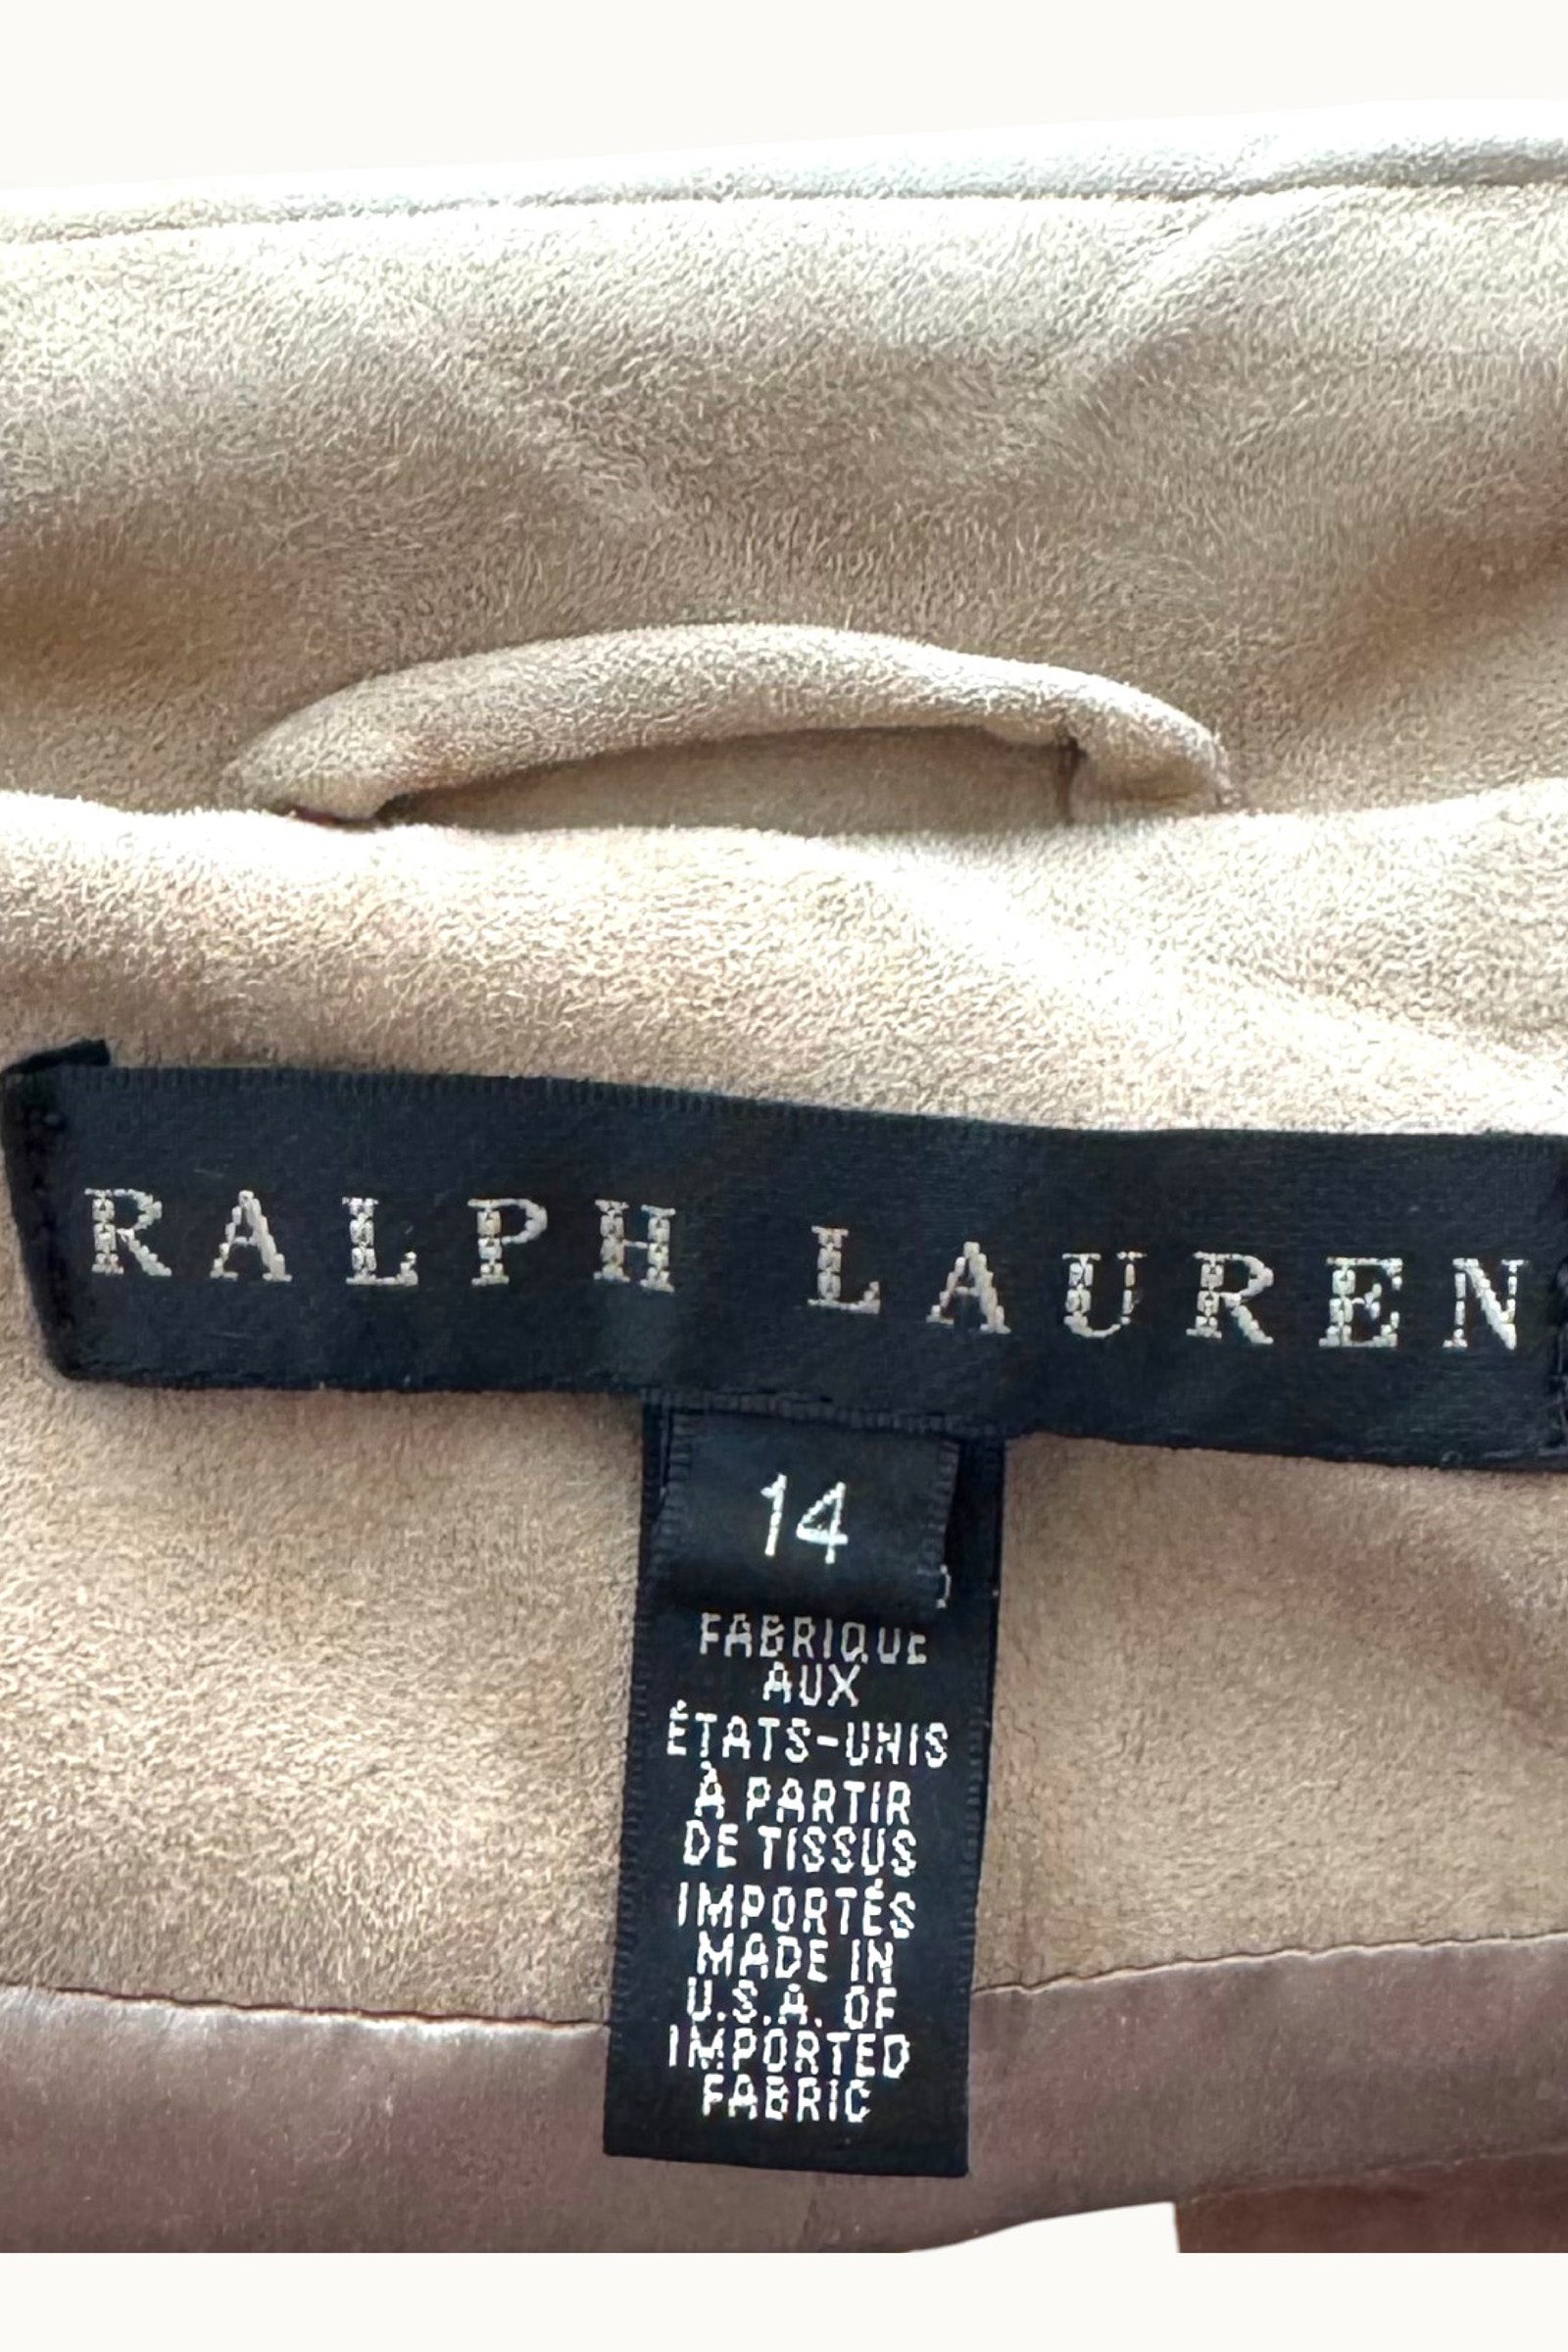 RALPH LAUREN
14
FABRIQUE
AUX
ÉTATS-UNIS
À PARTIR
DE TISSUS
IMPORTÉS
MADE IN
U.S.A. OF
IMPORTED
FABRIC